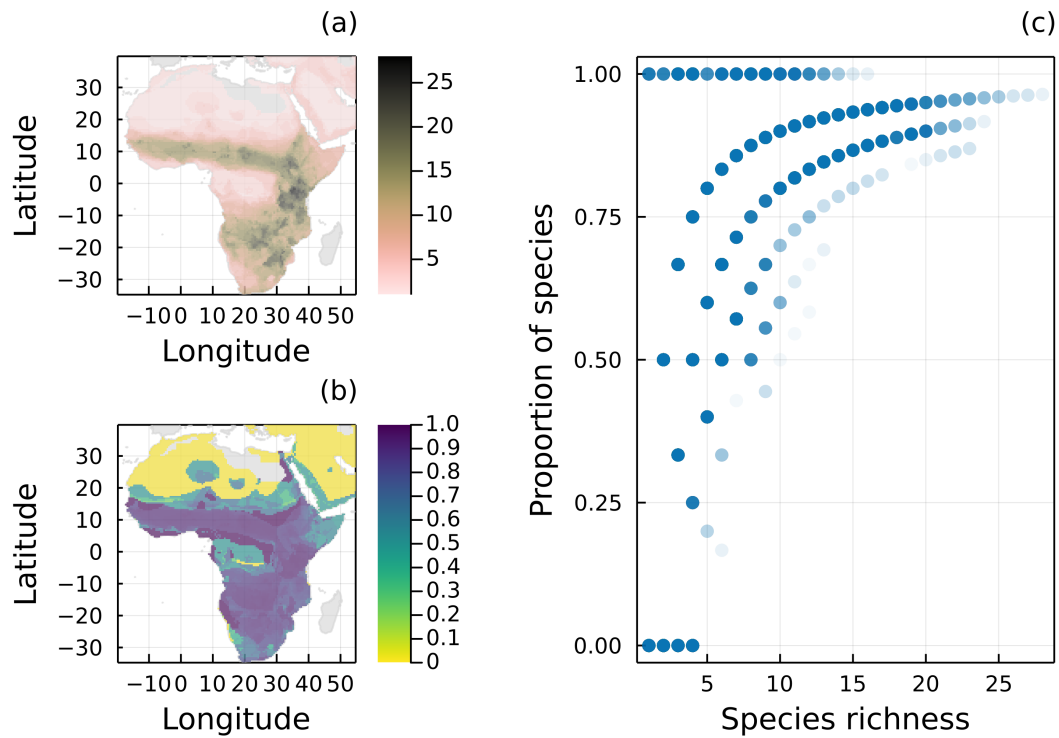 (a)
Latitude
30
20
10
0
−10
−20
−30
−10 0 10 20 30 40 50
Longitude
25
20
15
10
5
(b)
Latitude
30
20
10
0
−10
−20
−30
−10 0 10 20 30 40 50
Longitude
1.0
0.9
0.8
0.7
0.6
0.5
0.4
0.3
0.2
0.1
0
(c)
Proportion of species
1.00
0.75
0.50
0.25
0.00
5 10 15 20 25
Species richness